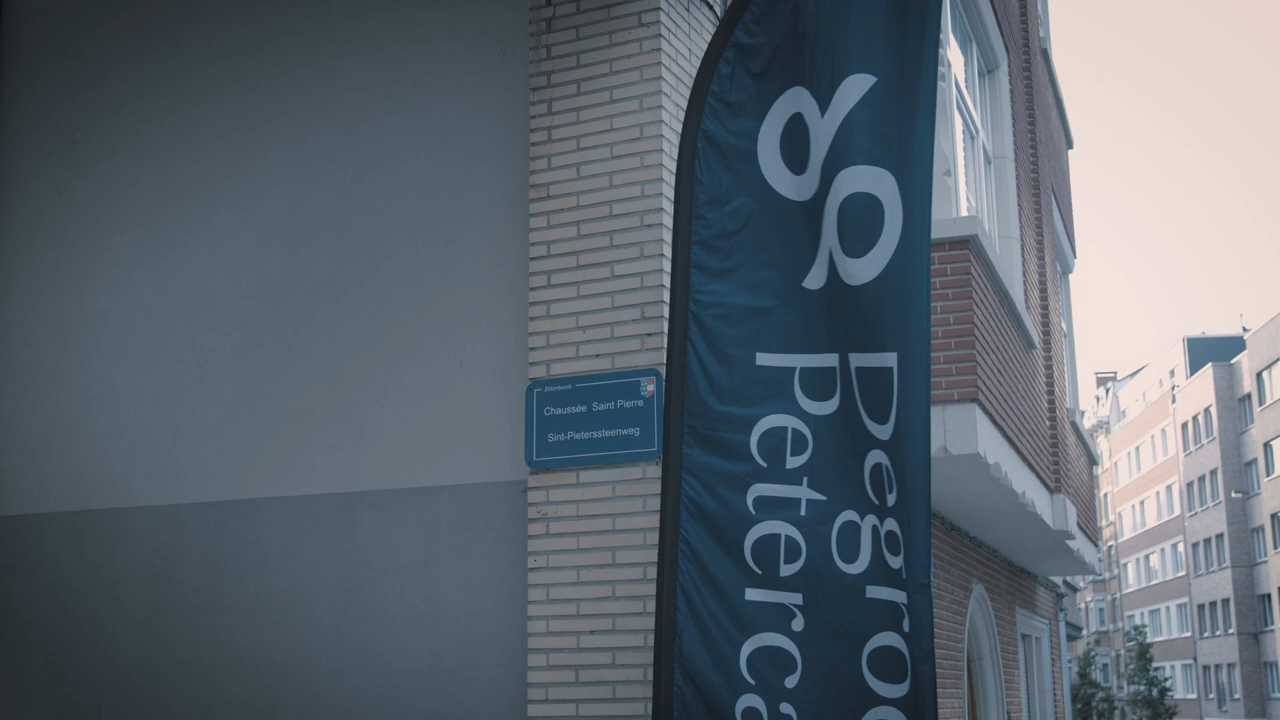 Etterbeek
Chaussée Saint Pierre
Sint-Pieterssteenweg
Degroo
Peterca